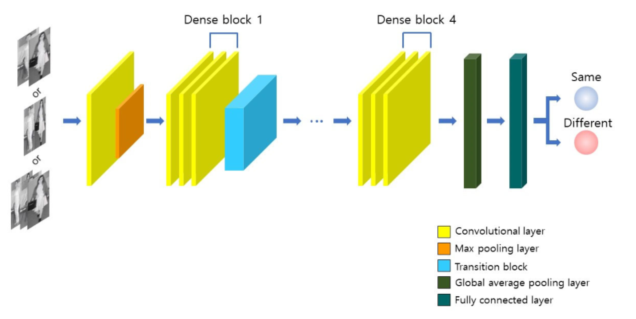 Dense block 1
Dense block 4
or
or
...
Same
Different
Convolutional layer
Max pooling layer
Transition block
Global average pooling layer
Fully connected layer